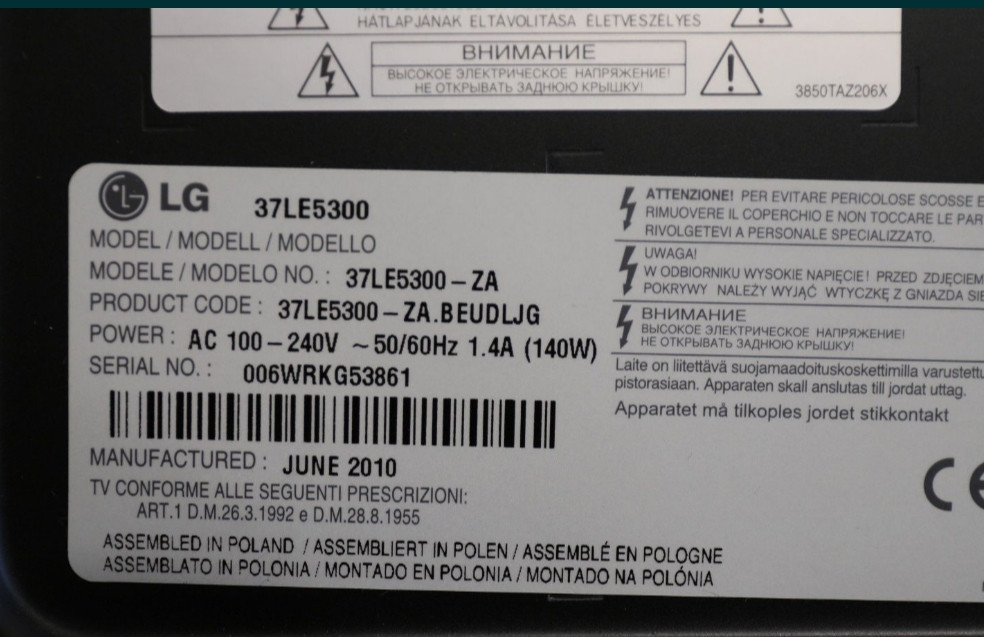 HÁTLAPJÁNAK ELTÁVOLITÁSA ÉLETVESZÉLYES
ВНИМАНИЕ
ВЫСОКОЕ ЭЛЕКТРИЧЕСКОЕ НАПРЯЖЕНИЕ!
НЕ ОТКРЫВАТЬ ЗАДНЮЮ КРЫШКУ!
3850TAZ206X
LG 37LE5300
MODEL / MODELL / MODELLO
MODELE / MODELO NO. : 37LE5300-ZA
PRODUCT CODE : 37LE5300-ZA.BEUDLJG
POWER : AC 100-240V ~50/60Hz 1.4A (140W)
SERIAL NO. : 006WRKG53861
MANUFACTURED : JUNE 2010
TV CONFORME ALLE SEGUENTI PRESCRIZIONI:
ART.1 D.M.26.3.1992 e D.M.28.8.1955
ASSEMBLED IN POLAND / ASSEMBLIERT IN POLEN / ASSEMBLÉ EN POLOGNE
ASSEMBLATO IN POLONIA / MONTADO EN POLONIA / MONTADO NA POLÓNIA
ATTENZIONE! PER EVITARE PERICOLOSE SCOSSE E
RIMUOVERE IL COPERCHIO E NON TOCCARE LE PAR
RIVOLGETEVI A PERSONALE SPECIALIZZATO.
UWAGA!
W ODBIORNIKU WYSOKIE NAPIĘCIE! PRZED ZDJĘCIEM
POKRYWY NALEŻY WYJĄĆ WTYCZKĘ Z GNIAZDA SIE
ВНИМАНИЕ
ВЫСОКОЕ ЭЛЕКТРИЧЕСКОЕ НАПРЯЖЕНИЕ!
НЕ ОТКРЫВАТЬ ЗАДНЮЮ КРЫШКУ!
Laite on liitettävä suojamaadoituskoskettimilla varustettu
pistorasiaan. Apparaten skall anslutas till jordat uttag.
Apparatet må tilkoples jordet stikkontakt
CE